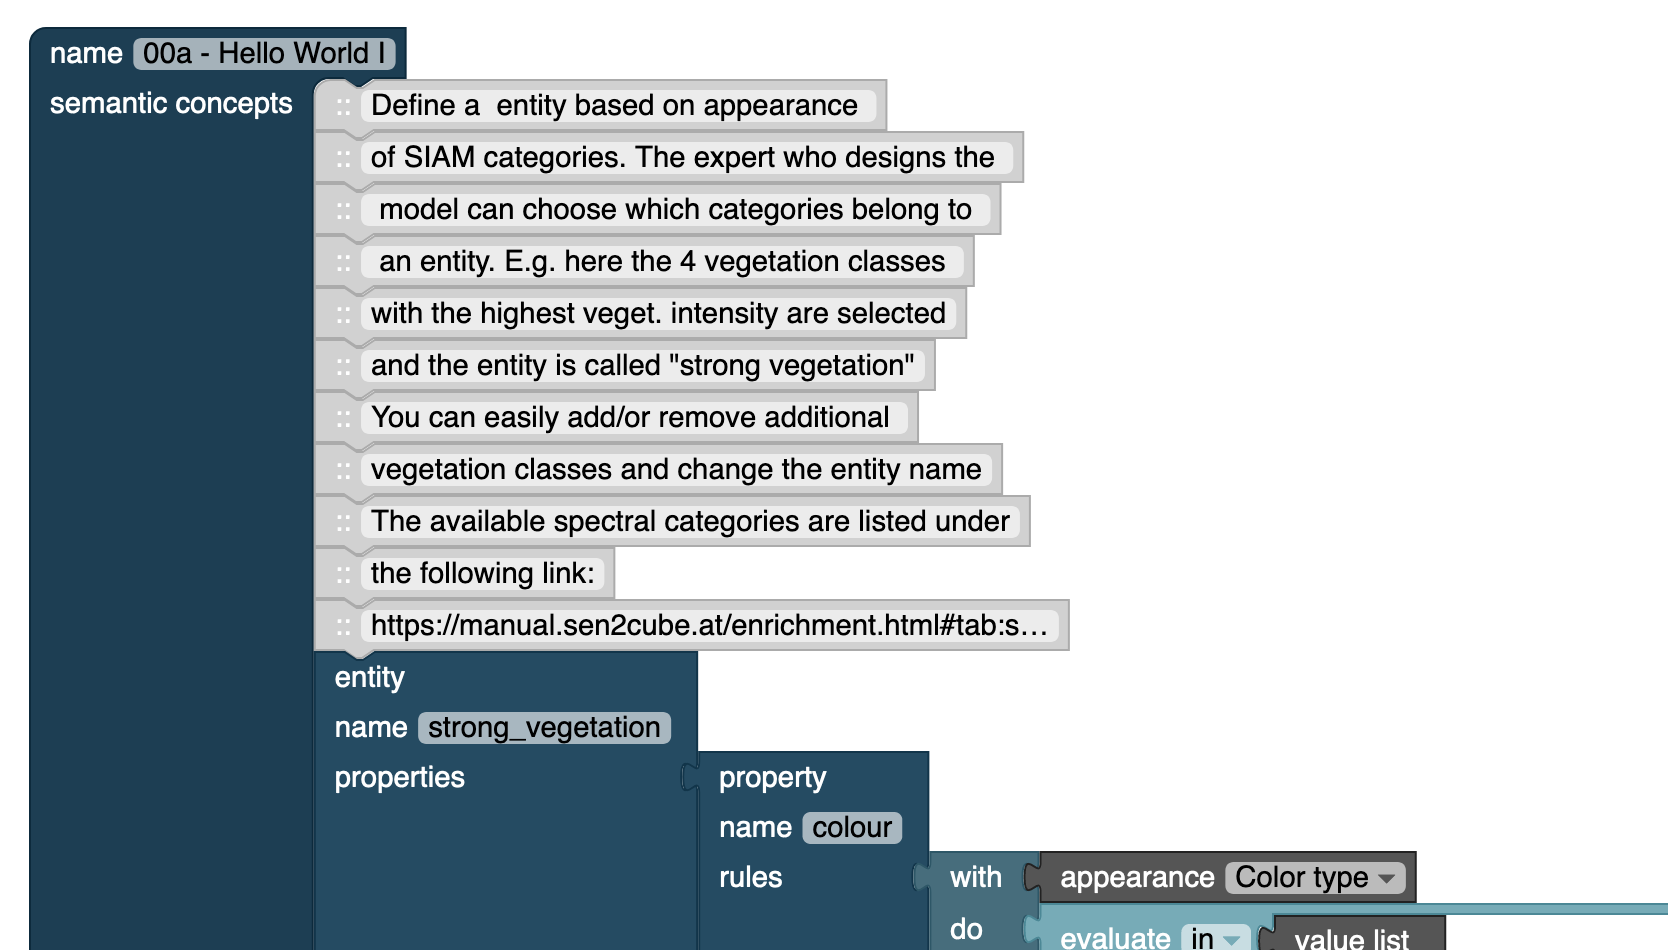 name 00a - Hello World I
semantic concepts
:: Define a  entity based on appearance
:: of SIAM categories. The expert who designs the
:: model can choose which categories belong to
:: an entity. E.g. here the 4 vegetation classes
:: with the highest veget. intensity are selected
:: and the entity is called "strong vegetation"
:: You can easily add/or remove additional
:: vegetation classes and change the entity name
:: The available spectral categories are listed under
:: the following link:
:: https://manual.sen2cube.at/enrichment.html#tab:s...
entity
name strong_vegetation
properties property
name colour
rules with appearance Color type
do evaluate in value list